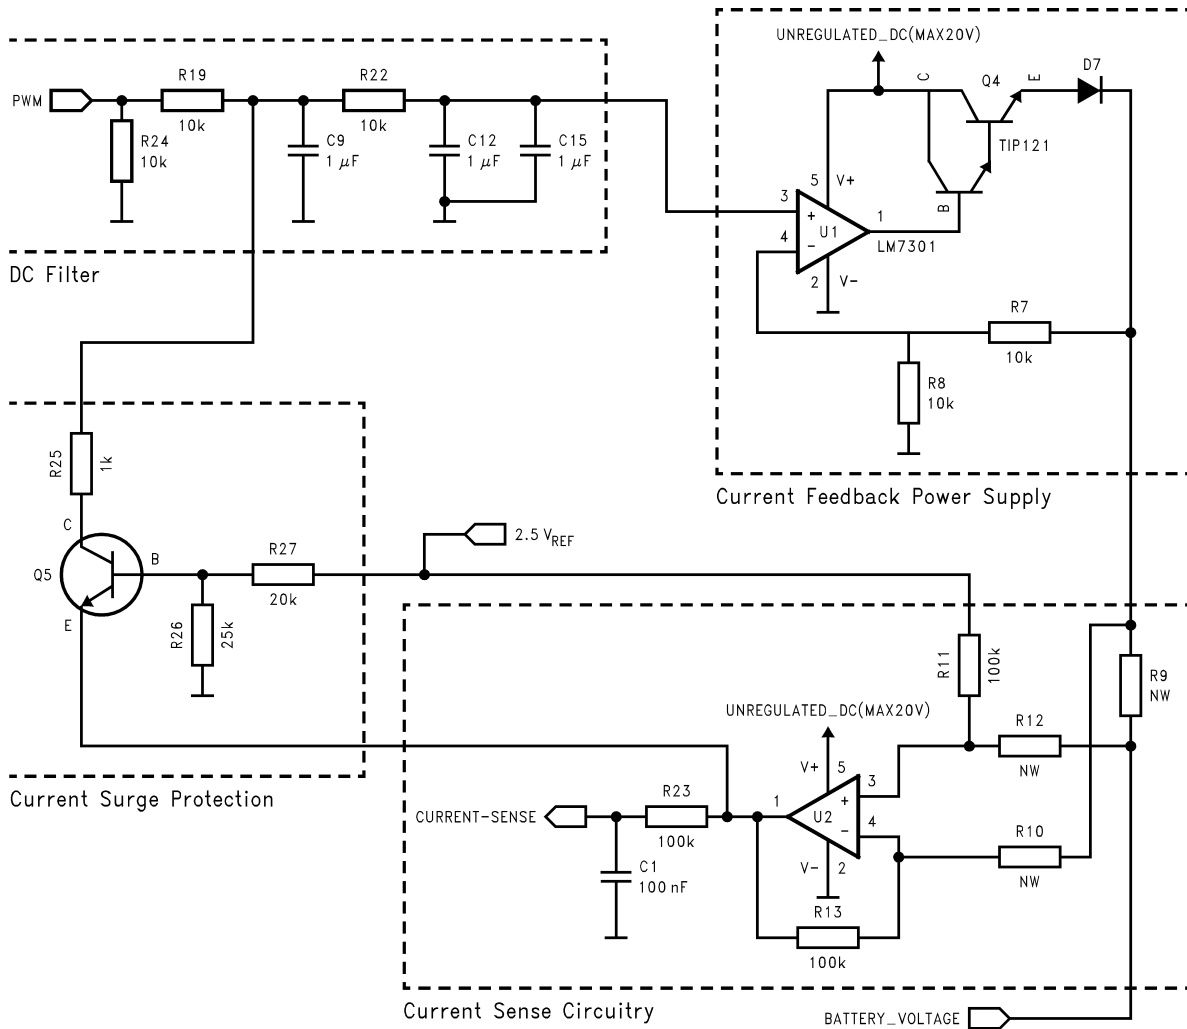 UNREGULATED_DC(MAX20V)
PWM
R19
10k
R24
10k
C9
1 µF
R22
10k
C12
1 µF
C15
1 µF
DC Filter
C
Q4
E
D7
TIP121
B
3
4
5
V+
+
-
U1
1
LM7301
2
V-
R7
10k
R8
10k
Current Feedback Power Supply
R25
1k
C
Q5
B
E
R27
20k
R26
25k
2.5 VREF
Current Surge Protection
R11
100k
R9
NW
UNREGULATED_DC(MAX20V)
R12
NW
V+
5
3
+
U2
-
4
1
V-
2
R10
NW
R23
100k
CURRENT-SENSE
C1
100 nF
R13
100k
Current Sense Circuitry
BATTERY_VOLTAGE